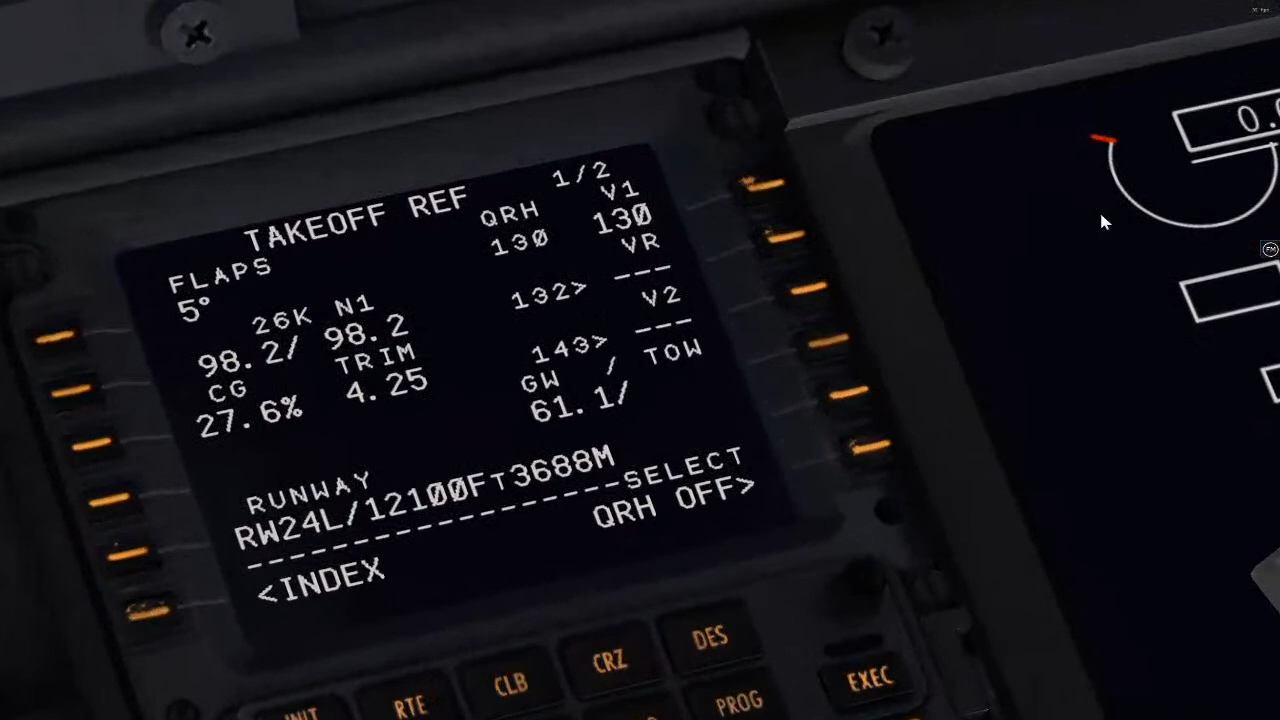 TAKEOFF REF 1/2
FLAPS QRH V1
5° 130 130
26K N1 VR
98.2/ 98.2 132> ---
CG TRIM V2
27.6% 4.25 143> ---
GW / TOW
61.1/
RUNWAY
RW24L/12100FT3688M
--------------------SELECT
<INDEX QRH OFF>
RTE CLB CRZ DES
PROG EXEC
0.